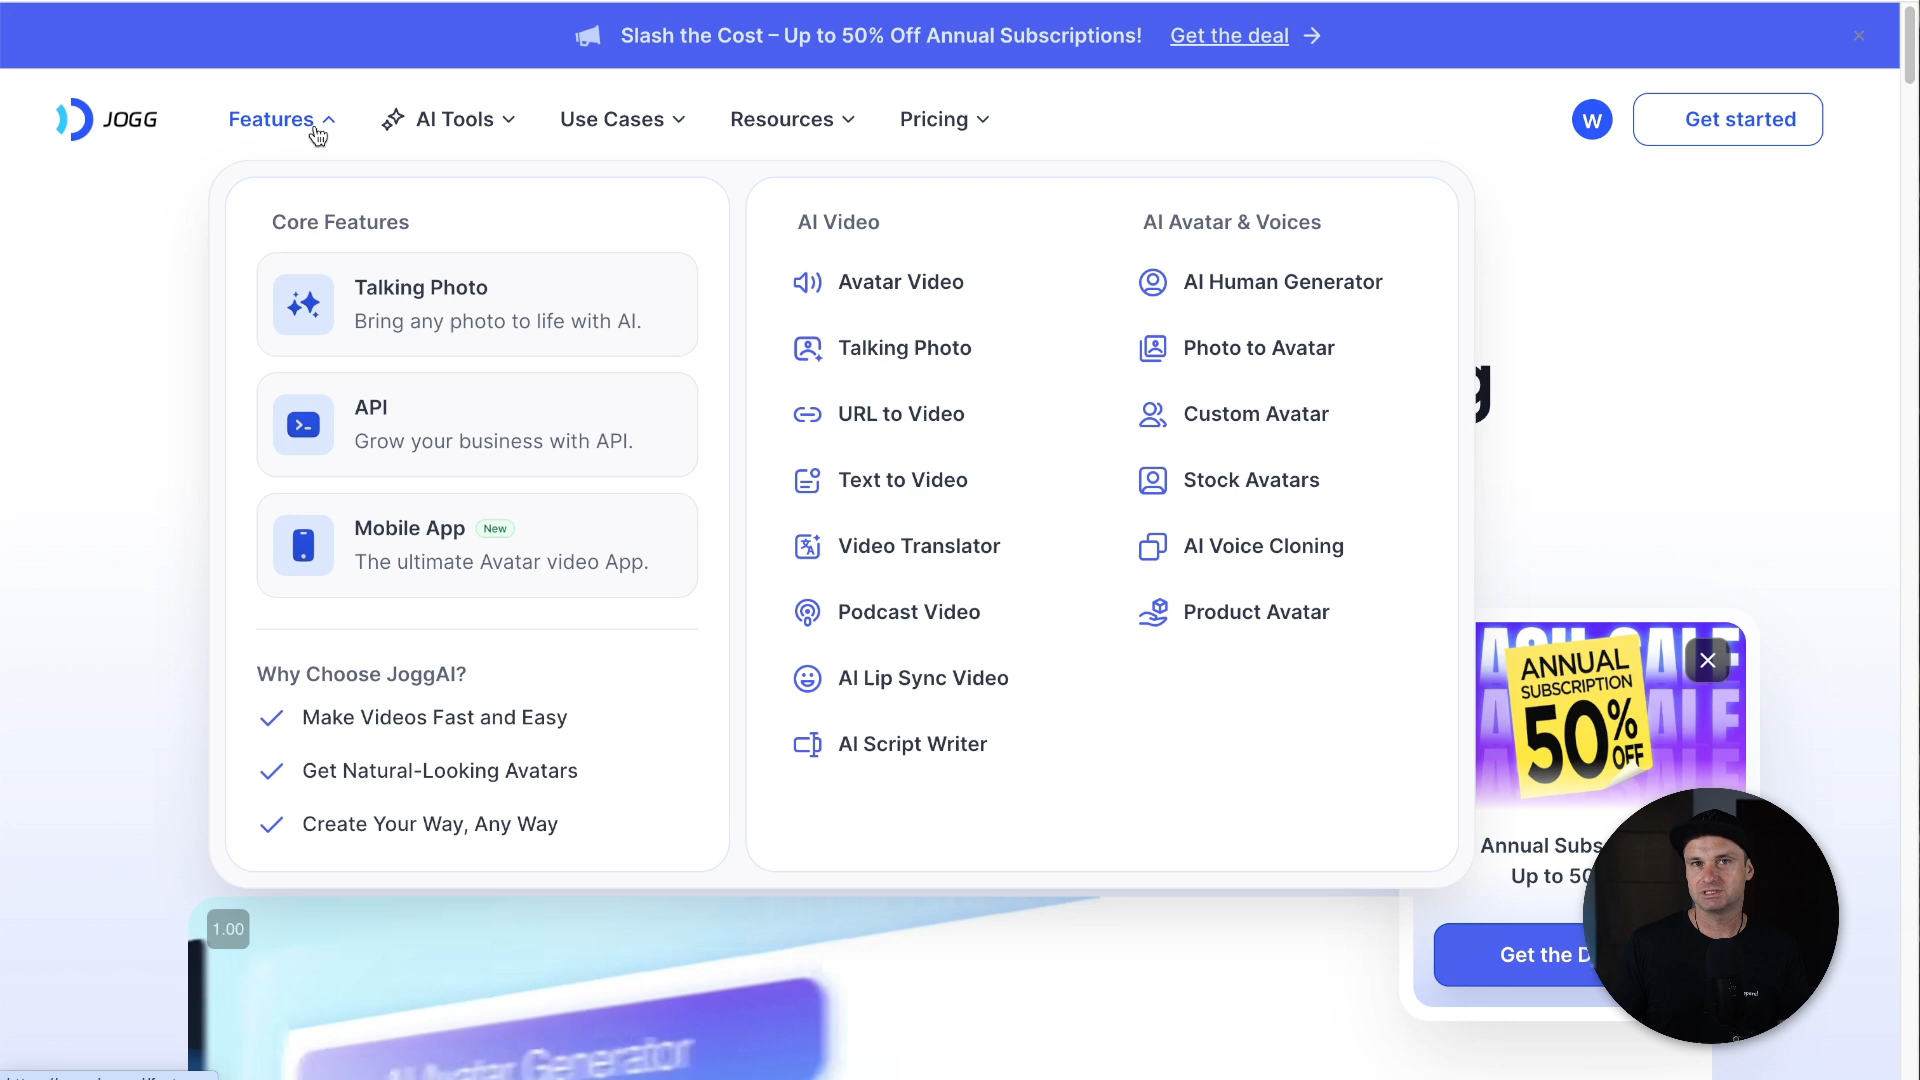 Slash the Cost – Up to 50% Off Annual Subscriptions! Get the deal
JOGG
Features
AI Tools
Use Cases
Resources
Pricing
W
Get started
Core Features
Talking Photo
Bring any photo to life with AI.
API
Grow your business with API.
Mobile App New
The ultimate Avatar video App.
Why Choose JoggAI?
Make Videos Fast and Easy
Get Natural-Looking Avatars
Create Your Way, Any Way
AI Video
Avatar Video
Talking Photo
URL to Video
Text to Video
Video Translator
Podcast Video
AI Lip Sync Video
AI Script Writer
AI Avatar & Voices
AI Human Generator
Photo to Avatar
Custom Avatar
Stock Avatars
AI Voice Cloning
Product Avatar
g
ANNUAL
SUBSCRIPTION
50%
OFF
Annual Subs
Up to 50
Get the D
1.00
AI Avatar Generator